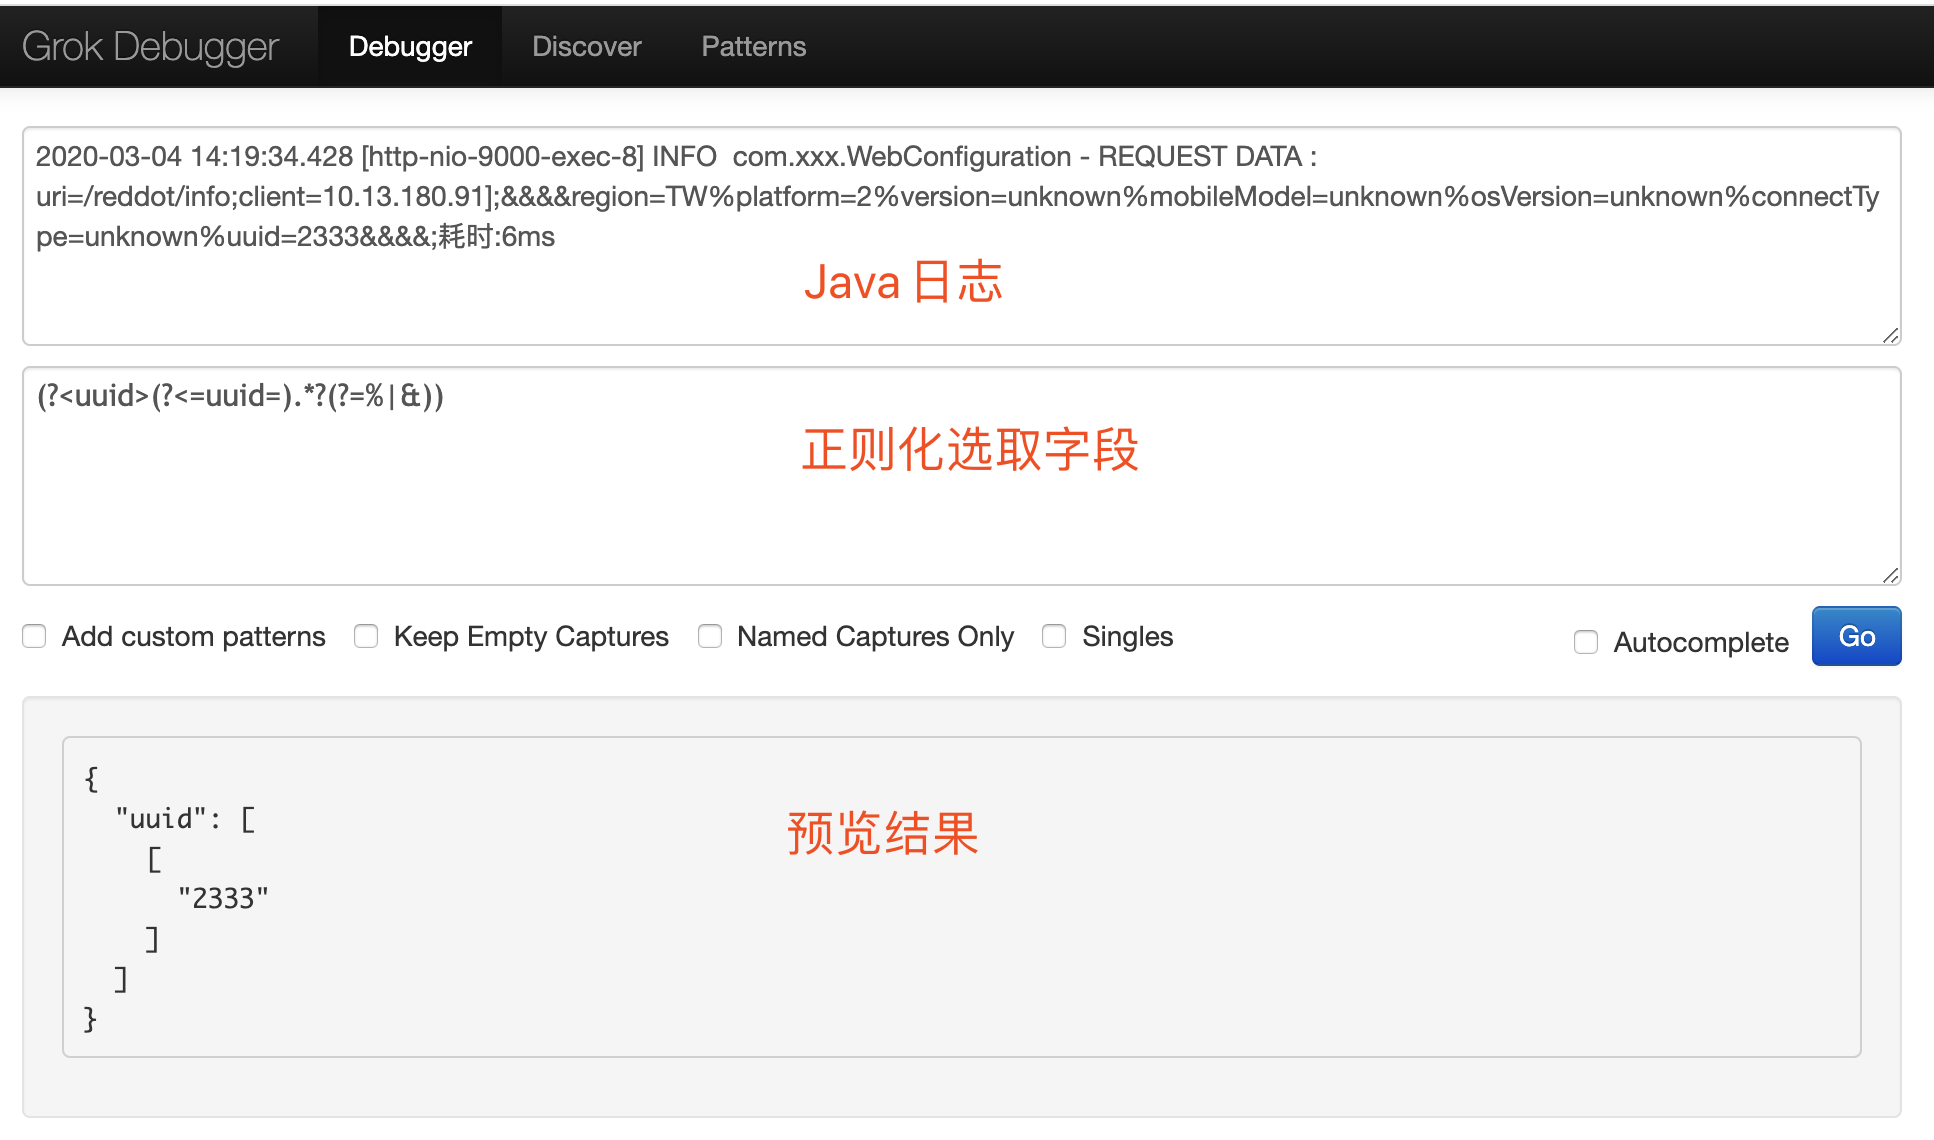 Grok Debugger Debugger Discover Patterns
2020-03-04 14:19:34.428 [http-nio-9000-exec-8] INFO  com.xxx.WebConfiguration - REQUEST DATA :
uri=/reddot/info;client=10.13.180.91];&&&&region=TW%platform=2%version=unknown%mobileModel=unknown%osVersion=unknown%connectTy
pe=unknown%uuid=2333&&&&;耗时:6ms
Java 日志
(?<uuid>(?<=uuid=).*?(?=%|&))
正则化选取字段
Add custom patterns Keep Empty Captures Named Captures Only Singles Autocomplete Go
{
"uuid": [
预览结果
[
"2333"
]
]
}